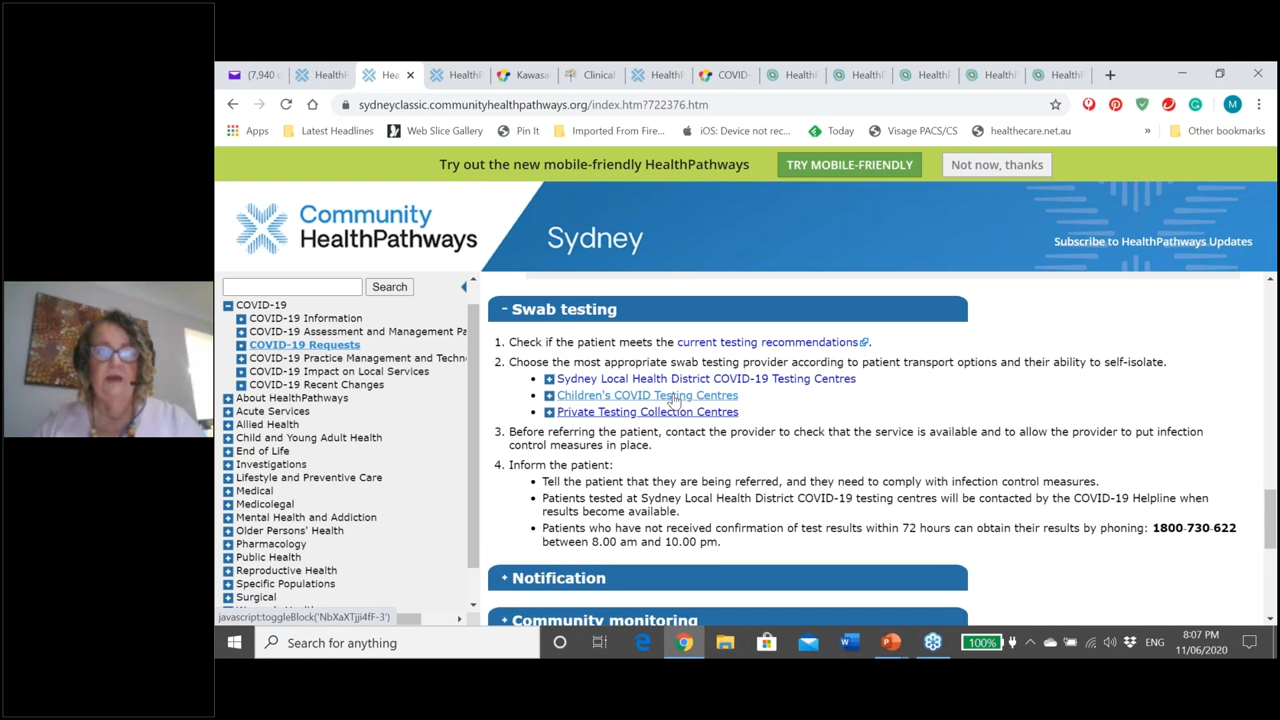 (7,940 u
HealthP
Hea
HealthP
Kawasa
Clinical
HealthP
COVID-
HealthP
HealthP
HealthP
HealthP
HealthP
sydneyclassic.communityhealthpathways.org/index.htm?722376.htm
M
Apps
Latest Headlines
Web Slice Gallery
Pin It
Imported From Fire...
iOS: Device not rec...
Today
Visage PACS/CS
healthecare.net.au
»
Other bookmarks
Try out the new mobile-friendly HealthPathways
TRY MOBILE-FRIENDLY
Not now, thanks
Community
HealthPathways
Sydney
Subscribe to HealthPathways Updates
Search
COVID-19
COVID-19 Information
COVID-19 Assessment and Management Pa
COVID-19 Requests
COVID-19 Practice Management and Techn
COVID-19 Impact on Local Services
COVID-19 Recent Changes
About HealthPathways
Acute Services
Allied Health
Child and Young Adult Health
End of Life
Investigations
Lifestyle and Preventive Care
Medical
Medicolegal
Mental Health and Addiction
Older Persons' Health
Pharmacology
Public Health
Reproductive Health
Specific Populations
Surgical
javascript:toggleBlock('NbXaXTjji4fF-3')
- Swab testing
1. Check if the patient meets the current testing recommendations.
2. Choose the most appropriate swab testing provider according to patient transport options and their ability to self-isolate.
• Sydney Local Health District COVID-19 Testing Centres
• Children's COVID Testing Centres
• Private Testing Collection Centres
3. Before referring the patient, contact the provider to check that the service is available and to allow the provider to put infection
control measures in place.
4. Inform the patient:
• Tell the patient that they are being referred, and they need to comply with infection control measures.
• Patients tested at Sydney Local Health District COVID-19 testing centres will be contacted by the COVID-19 Helpline when
results become available.
• Patients who have not received confirmation of test results within 72 hours can obtain their results by phoning: 1800-730-622
between 8.00 am and 10.00 pm.
+ Notification
+ Community monitoring
Search for anything
100%
ENG
8:07 PM
11/06/2020